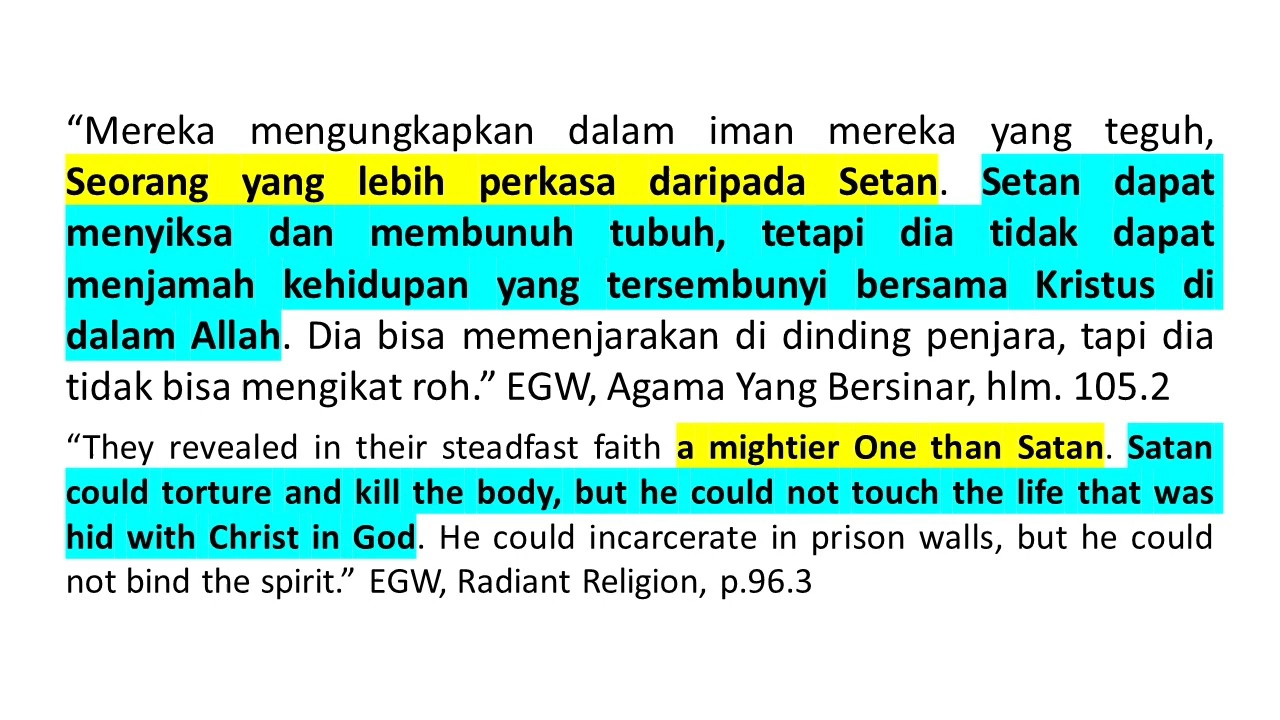 “Mereka mengungkapkan dalam iman mereka yang teguh,
Seorang yang lebih perkasa daripada Setan. Setan dapat
menyiksa dan membunuh tubuh, tetapi dia tidak dapat
menjamah kehidupan yang tersembunyi bersama Kristus di
dalam Allah. Dia bisa memenjarakan di dinding penjara, tapi dia
tidak bisa mengikat roh.” EGW, Agama Yang Bersinar, hlm. 105.2
“They revealed in their steadfast faith a mightier One than Satan. Satan
could torture and kill the body, but he could not touch the life that was
hid with Christ in God. He could incarcerate in prison walls, but he could
not bind the spirit.” EGW, Radiant Religion, p.96.3